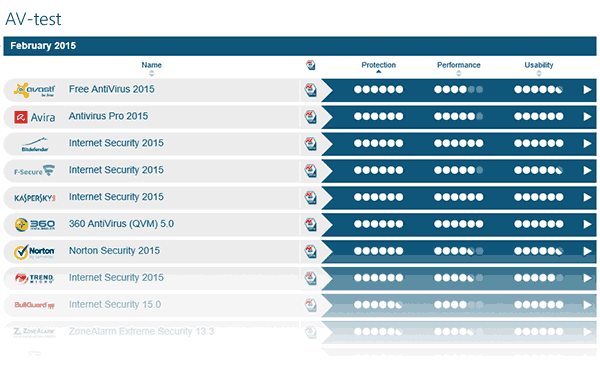 AV-test
February 2015
Name Protection Performance Usability
avast! Free AntiVirus 2015
AVIRA Antivirus Pro 2015
Bitdefender Internet Security 2015
F-Secure Internet Security 2015
KASPERSKY Internet Security 2015
360 360 AntiVirus (QVM) 5.0
Norton Norton Security 2015
TREND MICRO Internet Security 2015
BullGuard Internet Security 15.0
ZONEALARM ZoneAlarm Extreme Security 13.3